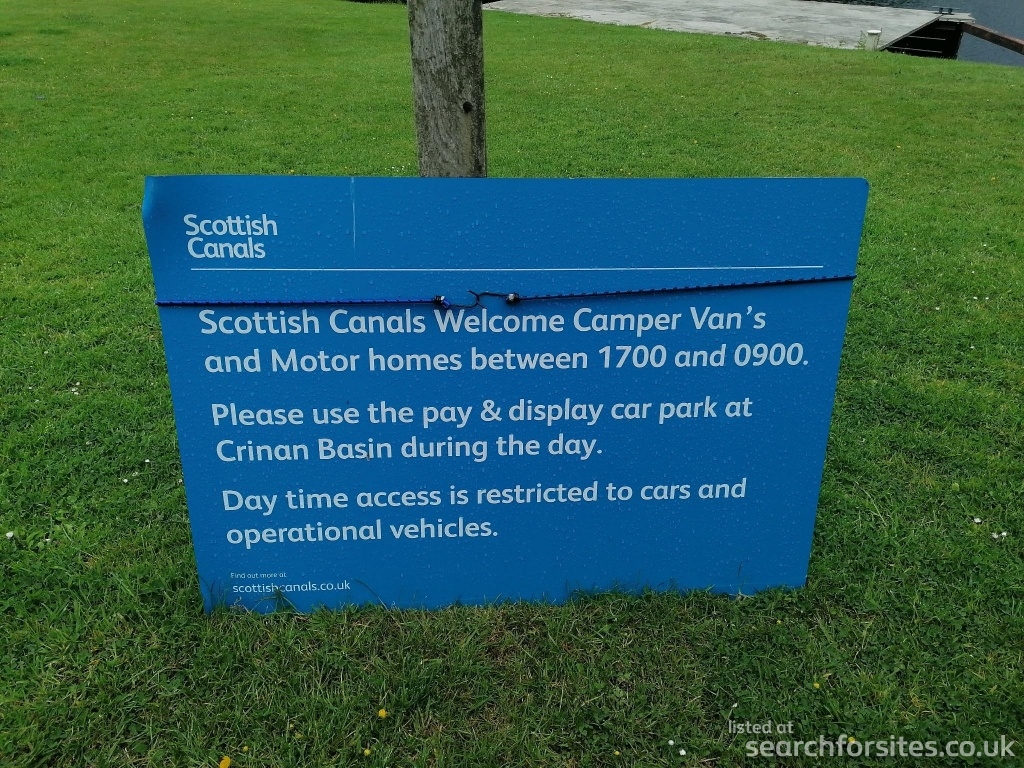 Scottish
Canals
Scottish Canals Welcome Camper Van's
and Motor homes between 1700 and 0900.
Please use the pay & display car park at
Crinan Basin during the day.
Day time access is restricted to cars and
operational vehicles.
Find out more at
scottishcanals.co.uk
listed at
searchforsites.co.uk